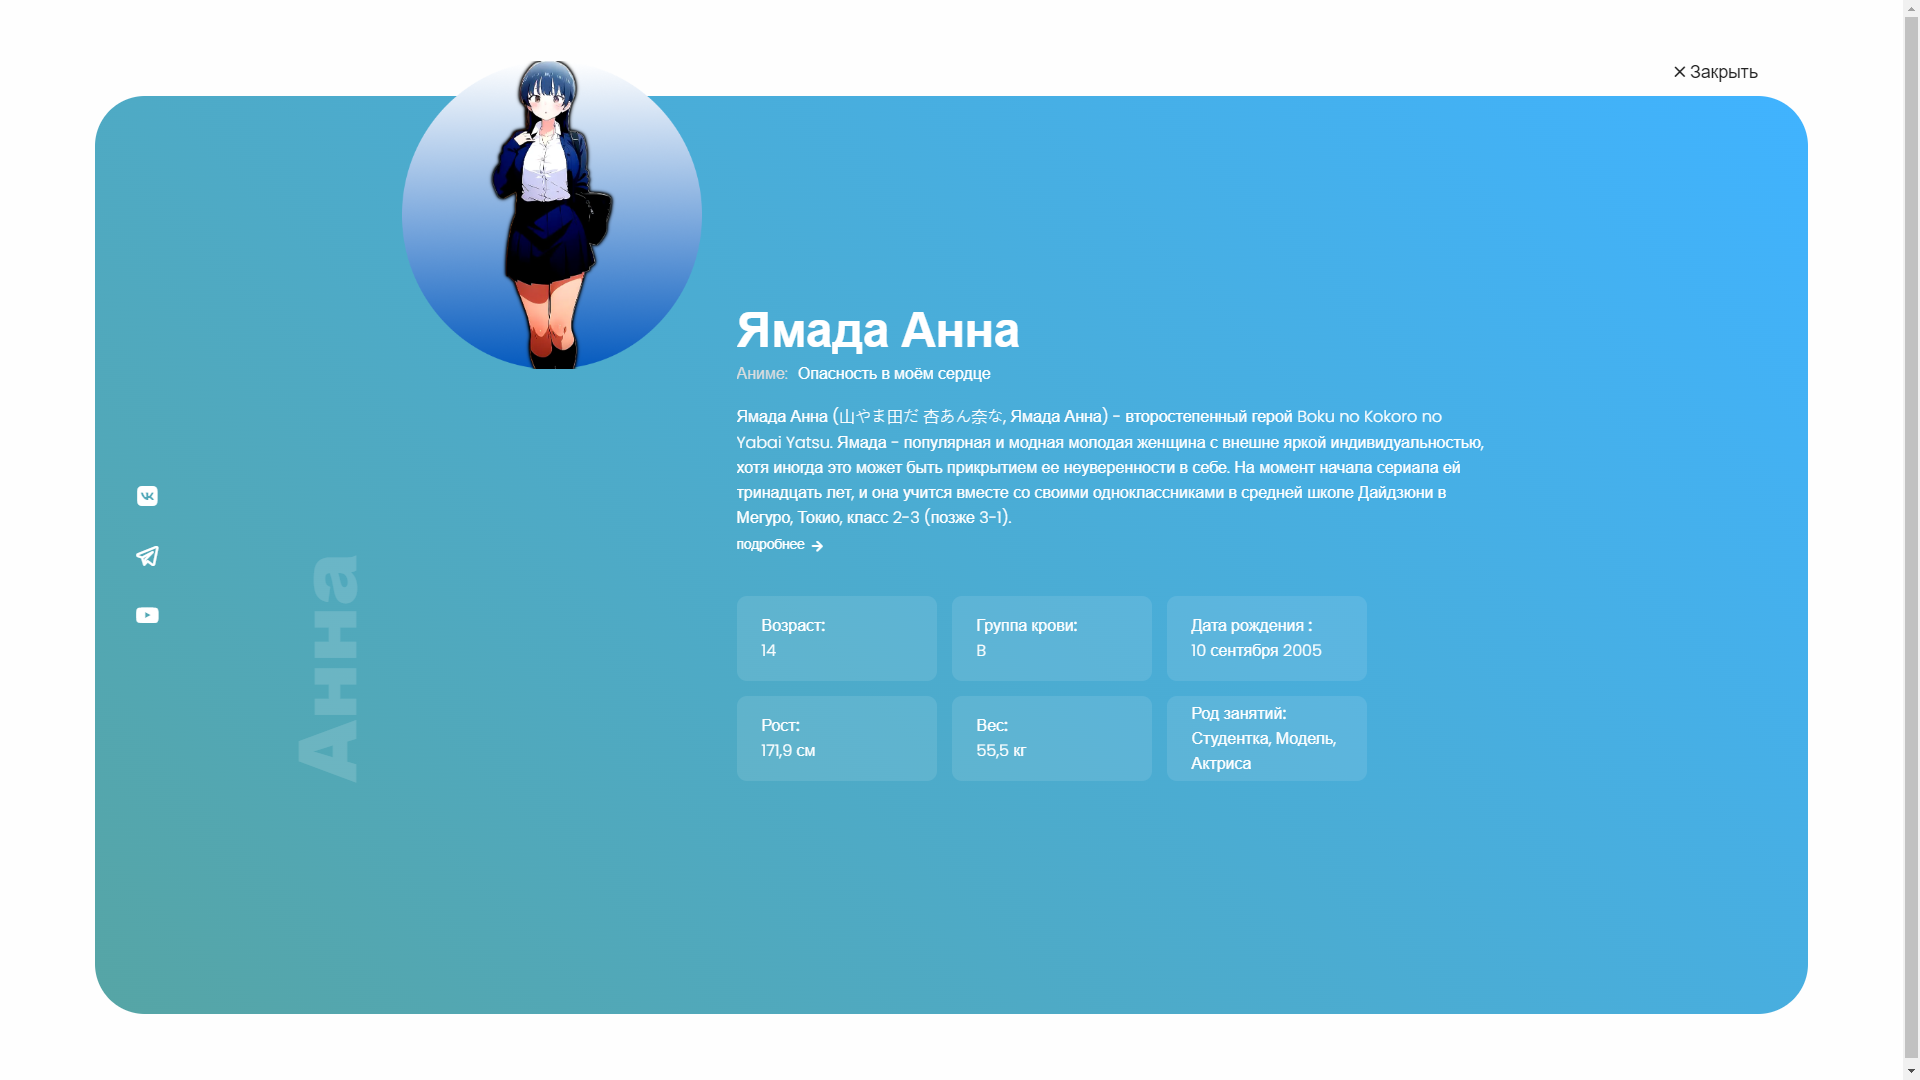 Закрыть
Ямада Анна
Аниме: Опасность в моём сердце
Ямада Анна (山やま田だ 杏あん奈な, Ямада Анна) - второстепенный герой Boku no Kokoro no
Yabai Yatsu. Ямада - популярная и модная молодая женщина с внешне яркой индивидуальностью,
хотя иногда это может быть прикрытием ее неуверенности в себе. На момент начала сериала ей
тринадцать лет, и она учится вместе со своими одноклассниками в средней школе Дайдзюни в
Мегуро, Токио, класс 2-3 (позже 3-1).
подробнее
Анна
Возраст:
14
Группа крови:
B
Дата рождения :
10 сентября 2005
Рост:
171,9 см
Вес:
55,5 кг
Род занятий:
Студентка, Модель,
Актриса